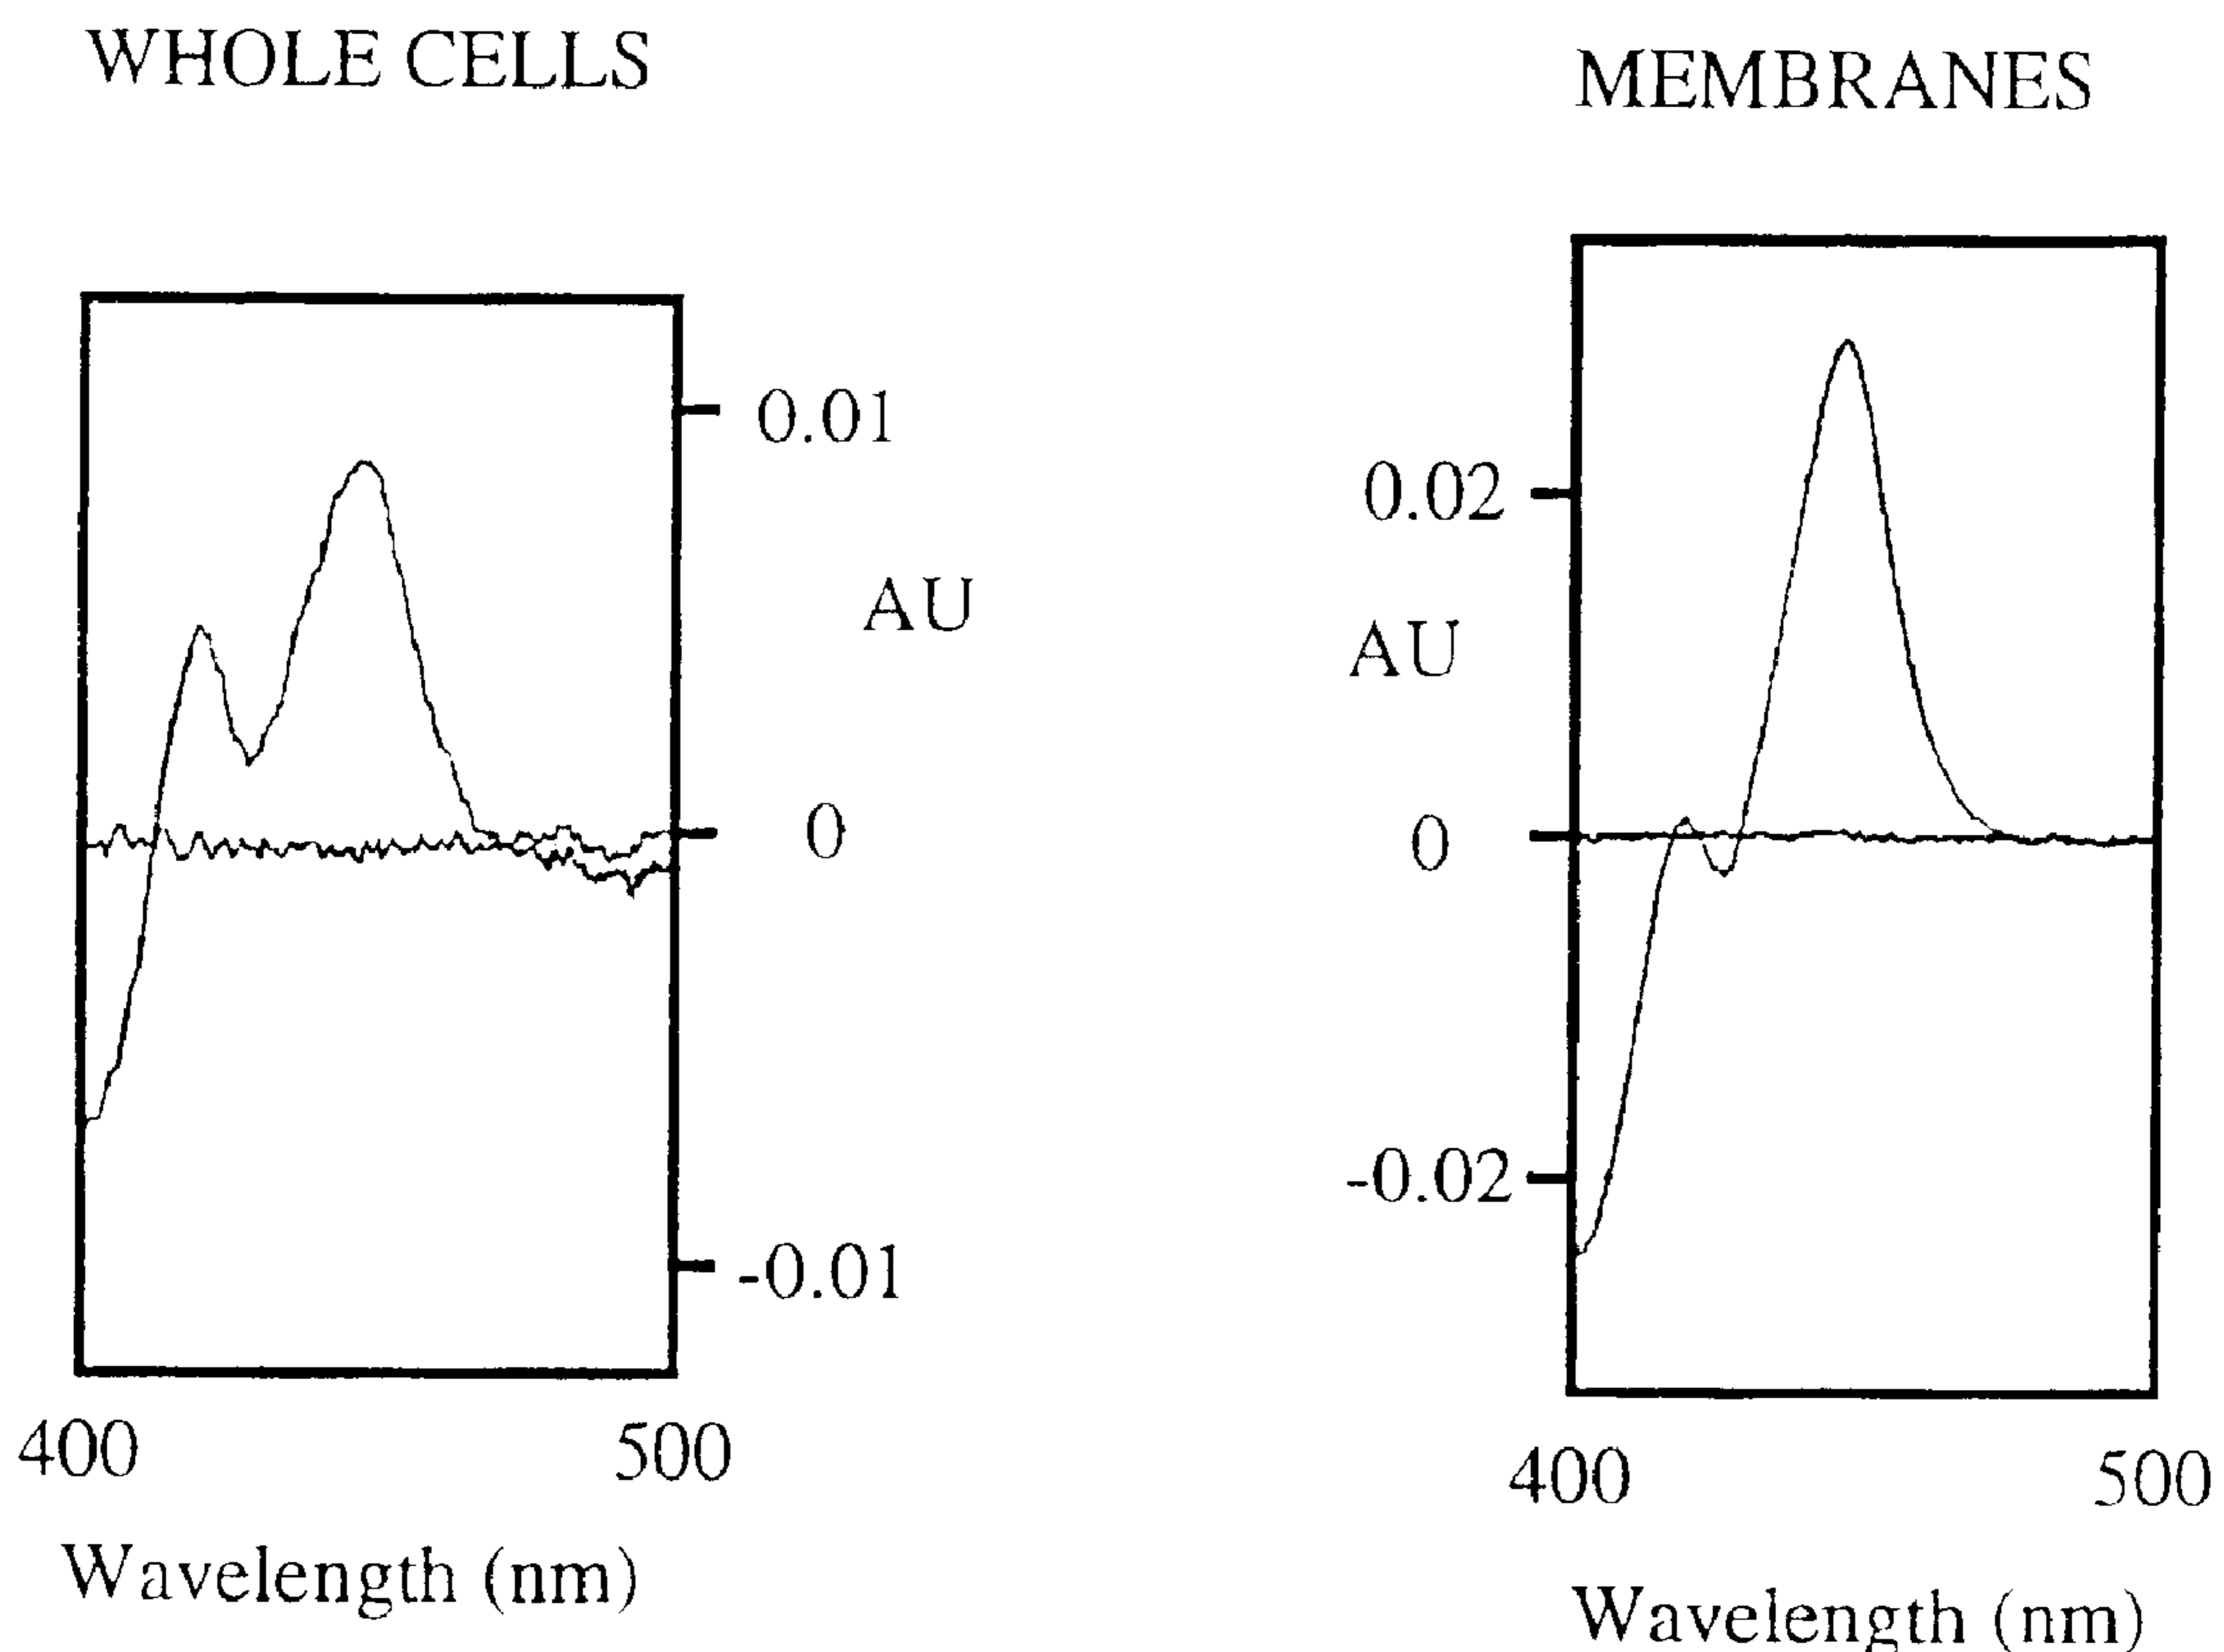 WHOLE CELLS
0.01
AU
0
-0.01
400
500
Wavelength (nm)
MEMBRANES
0.02
AU
0
-0.02
400
500
Wavelength (nm)